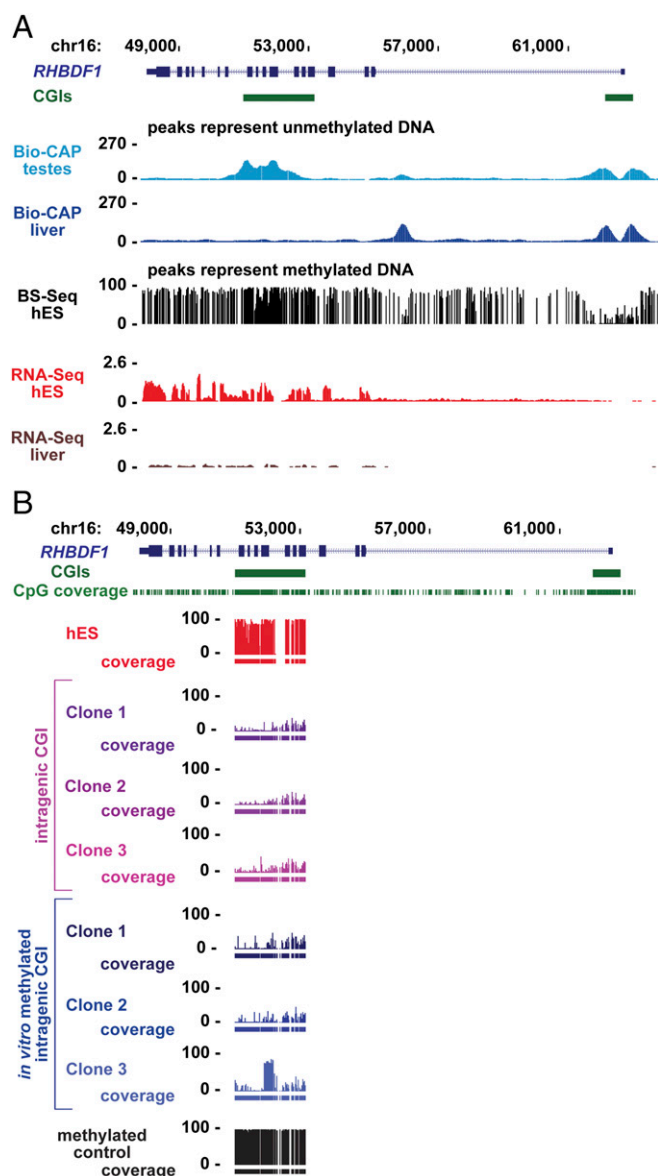 A
chr16: 49,000 53,000 57,000 61,000
RHBDF1
CGIs
peaks represent unmethylated DNA
Bio-CAP testes 270 0
Bio-CAP liver 270 0
peaks represent methylated DNA
BS-Seq hES 100 0
RNA-Seq hES 2.6 0
RNA-Seq liver 2.6 0
B
chr16: 49,000 53,000 57,000 61,000
RHBDF1
CGIs
CpG coverage
hES 100 0
coverage
intragenic CGI
Clone 1 100 0
coverage
Clone 2 100 0
coverage
Clone 3 100 0
coverage
in vitro methylated
intragenic CGI
Clone 1 100 0
coverage
Clone 2 100 0
coverage
Clone 3 100 0
coverage
methylated control 100 0
coverage